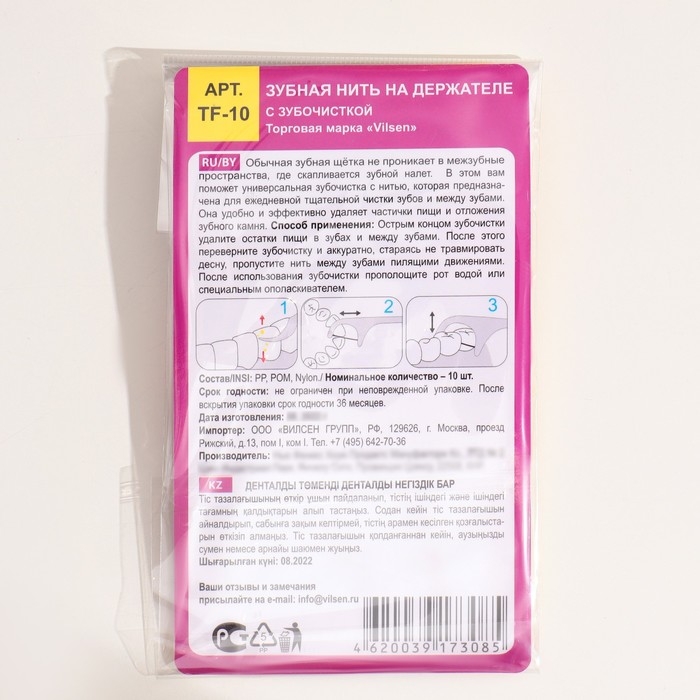 АРТ.
TF-10
ЗУБНАЯ НИТЬ НА ДЕРЖАТЕЛЕ
С ЗУБОЧИСТКОЙ
Торговая марка «Vilsen»
RU/BY Обычная зубная щётка не проникает в межзубные
пространства, где скапливается зубной налет. В этом вам
поможет универсальная зубочистка с нитью, которая предназна-
чена для ежедневной тщательной чистки зубов и между зубами.
Она удобно и эффективно удаляет частички пищи и отложения
зубного камня. Способ применения: Острым концом зубочистки
удалите остатки пищи в зубах и между зубами. После этого
переверните зубочистку и аккуратно, стараясь не травмировать
десну, пропустите нить между зубами пилящими движениями.
После использования зубочистки прополощите рот водой или
специальным ополаскивателем.
1 2 3
Состав/INSI: PP, POM, Nylon./ Номинальное количество – 10 шт.
Срок годности: не ограничен при неповрежденной упаковке. После
вскрытия упаковки срок годности 36 месяцев.
Дата изготовления:
Импортер: ООО «ВИЛСЕН ГРУПП», РФ, 129626, г. Москва, проезд
Рижский, д.13, пом I, ком I. Тел. +7 (495) 642-70-36
Производитель:
KZ ДЕНТАЛДЫ ТӨМЕНДІ ДЕНТАЛДЫ НЕГІЗДІК БАР
Тіс тазалағышының өткір ұшын пайдаланып, тістің ішіндегі және ішіндегі
тамақтың қалдықтарын алып тастаңыз. Содан кейін тіс тазалағышын
айналдырып, сабынға зақым келтірмей, тістің арамен кесілген қозғалыста-
рын өткізіп алмаңыз. Тіс тазалағышын қолданғаннан кейін, аузыңызды
сумен немесе арнайы шаюмен жуыңыз.
Шығарылған күні: 08.2022
Ваши отзывы и замечания
присылайте на e-mail: info@vilsen.ru
РСТ
5
PP
4 620039 173085